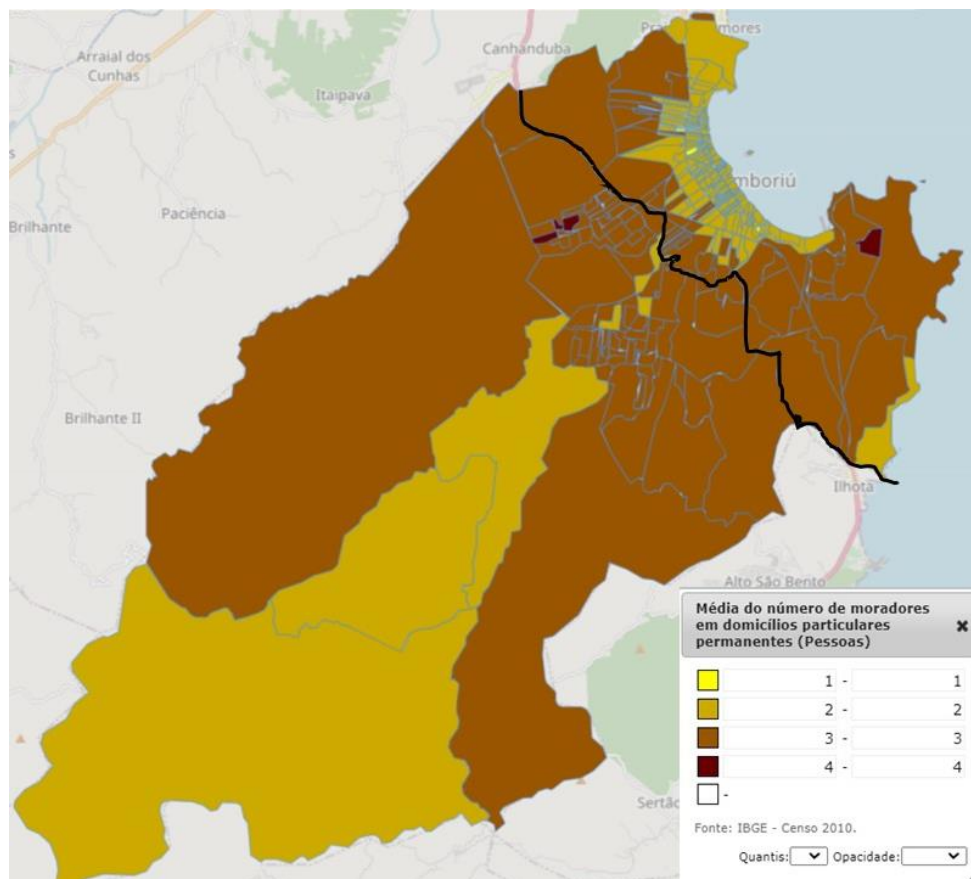 Canhanduba
Arraial dos
Cunhas
Itaipava
Paciência
Brilhante
mboriú
Brilhante II
Ilhota
Alto São Bento
Sertão
Média do número de moradores
em domicílios particulares
permanentes (Pessoas)
1 - 1
2 - 2
3 - 3
4 - 4
-
Fonte: IBGE - Censo 2010.
Quantis: Opacidade: